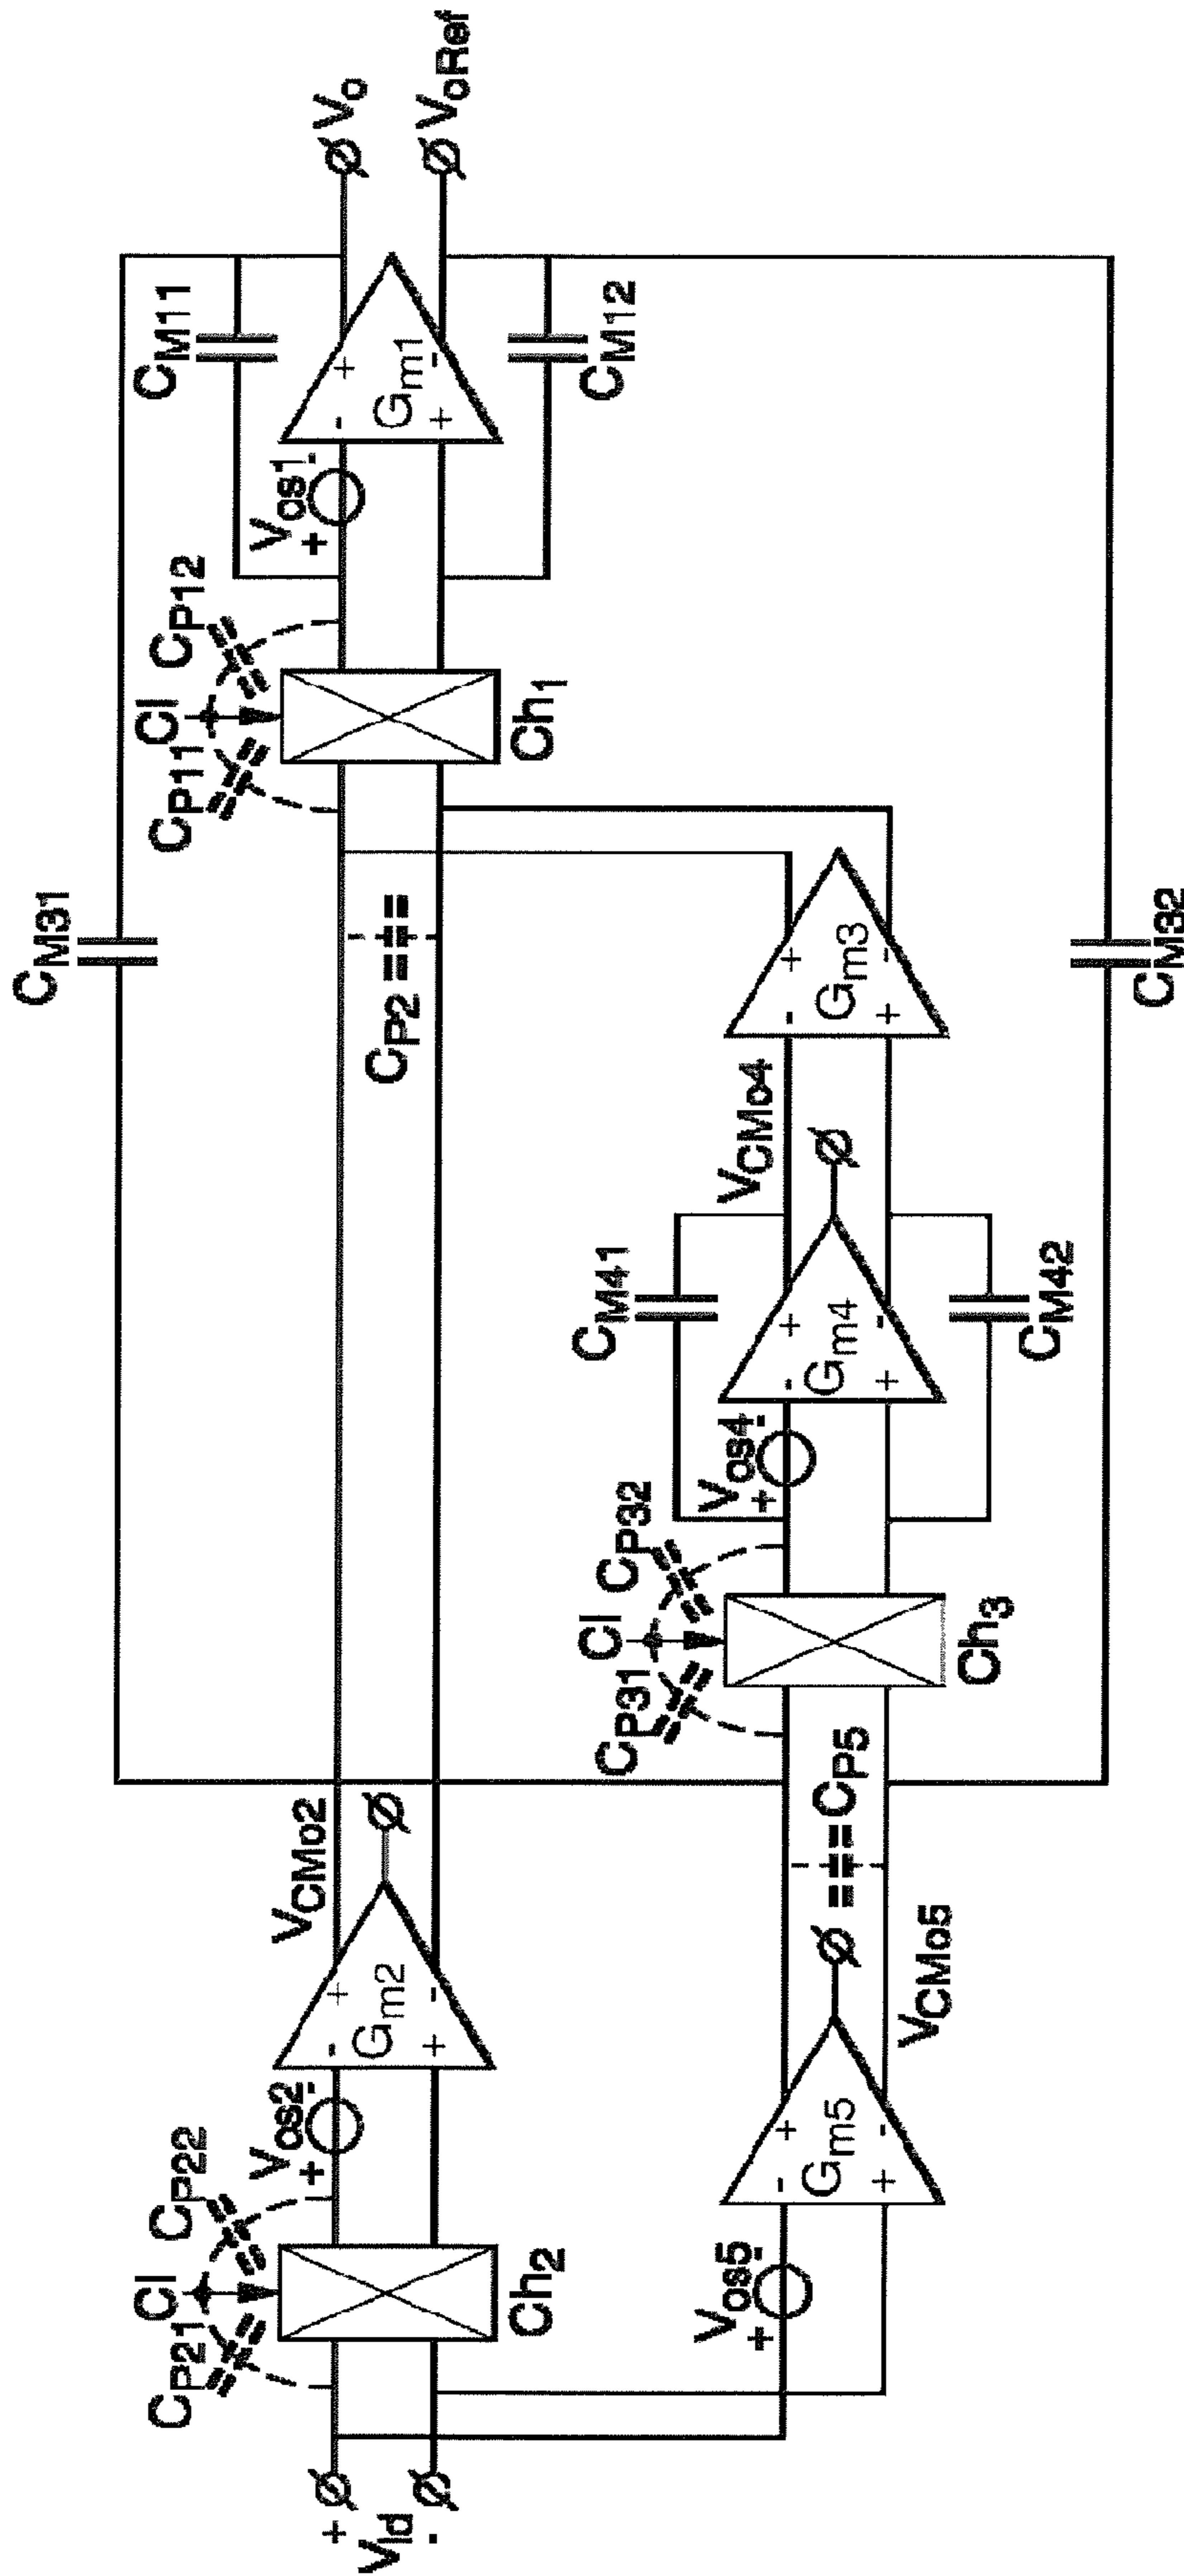 CM31
CP21 Cl CP22
Vos2
+ -
VCMo2
CP11 Cl CP12
Vos1
+ -
CM11
+
Vid
-
Ch2
- +
Gm2
+ -
CP2
Ch1
- +
Gm1
+ -
Vo
VoRef
CM12
CP31 Cl CP32
CM41
Vos4
+ -
VCMo4
Vos5
+ -
- +
Gm5
+ -
CP5
VCMo5
Ch3
- +
Gm4
+ -
CM42
- +
Gm3
+ -
CM32